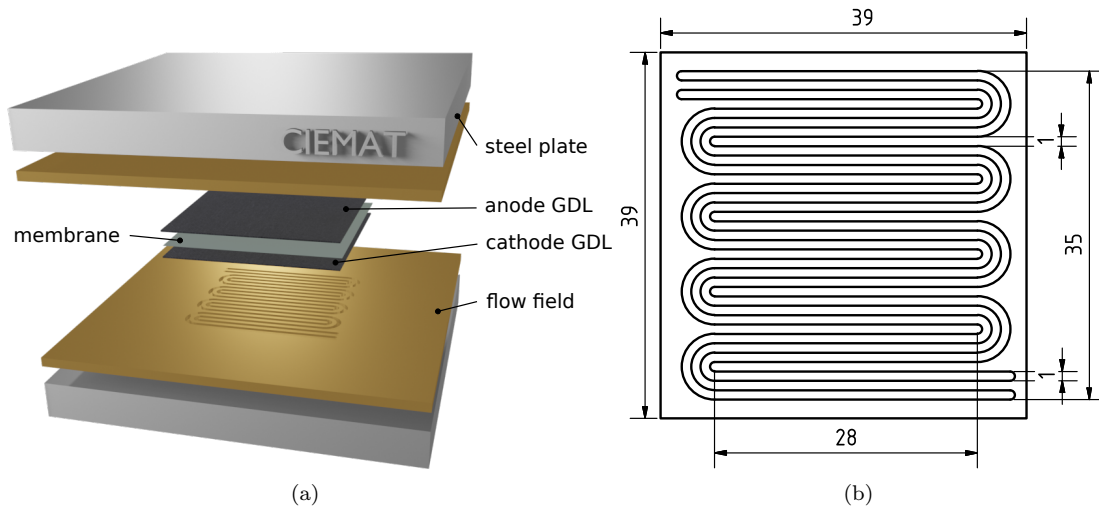 CIEMAT
steel plate
anode GDL
membrane
cathode GDL
flow field
(a)
39
39
1
35
1
28
(b)